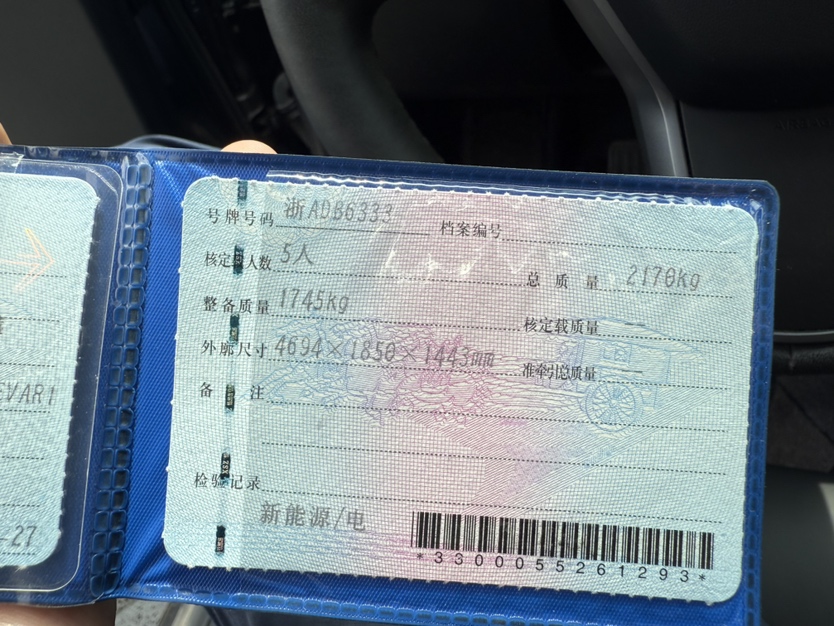 号牌号码 浙ADB6333 档案编号
核定载人数 5人 总质量 2170kg
整备质量 1745kg 核定载质量 —
外廓尺寸 4694×1850×1443mm 准牵引总质量 —
备注
检验记录
新能源/电
*3300055261293*
EVAR1
-27